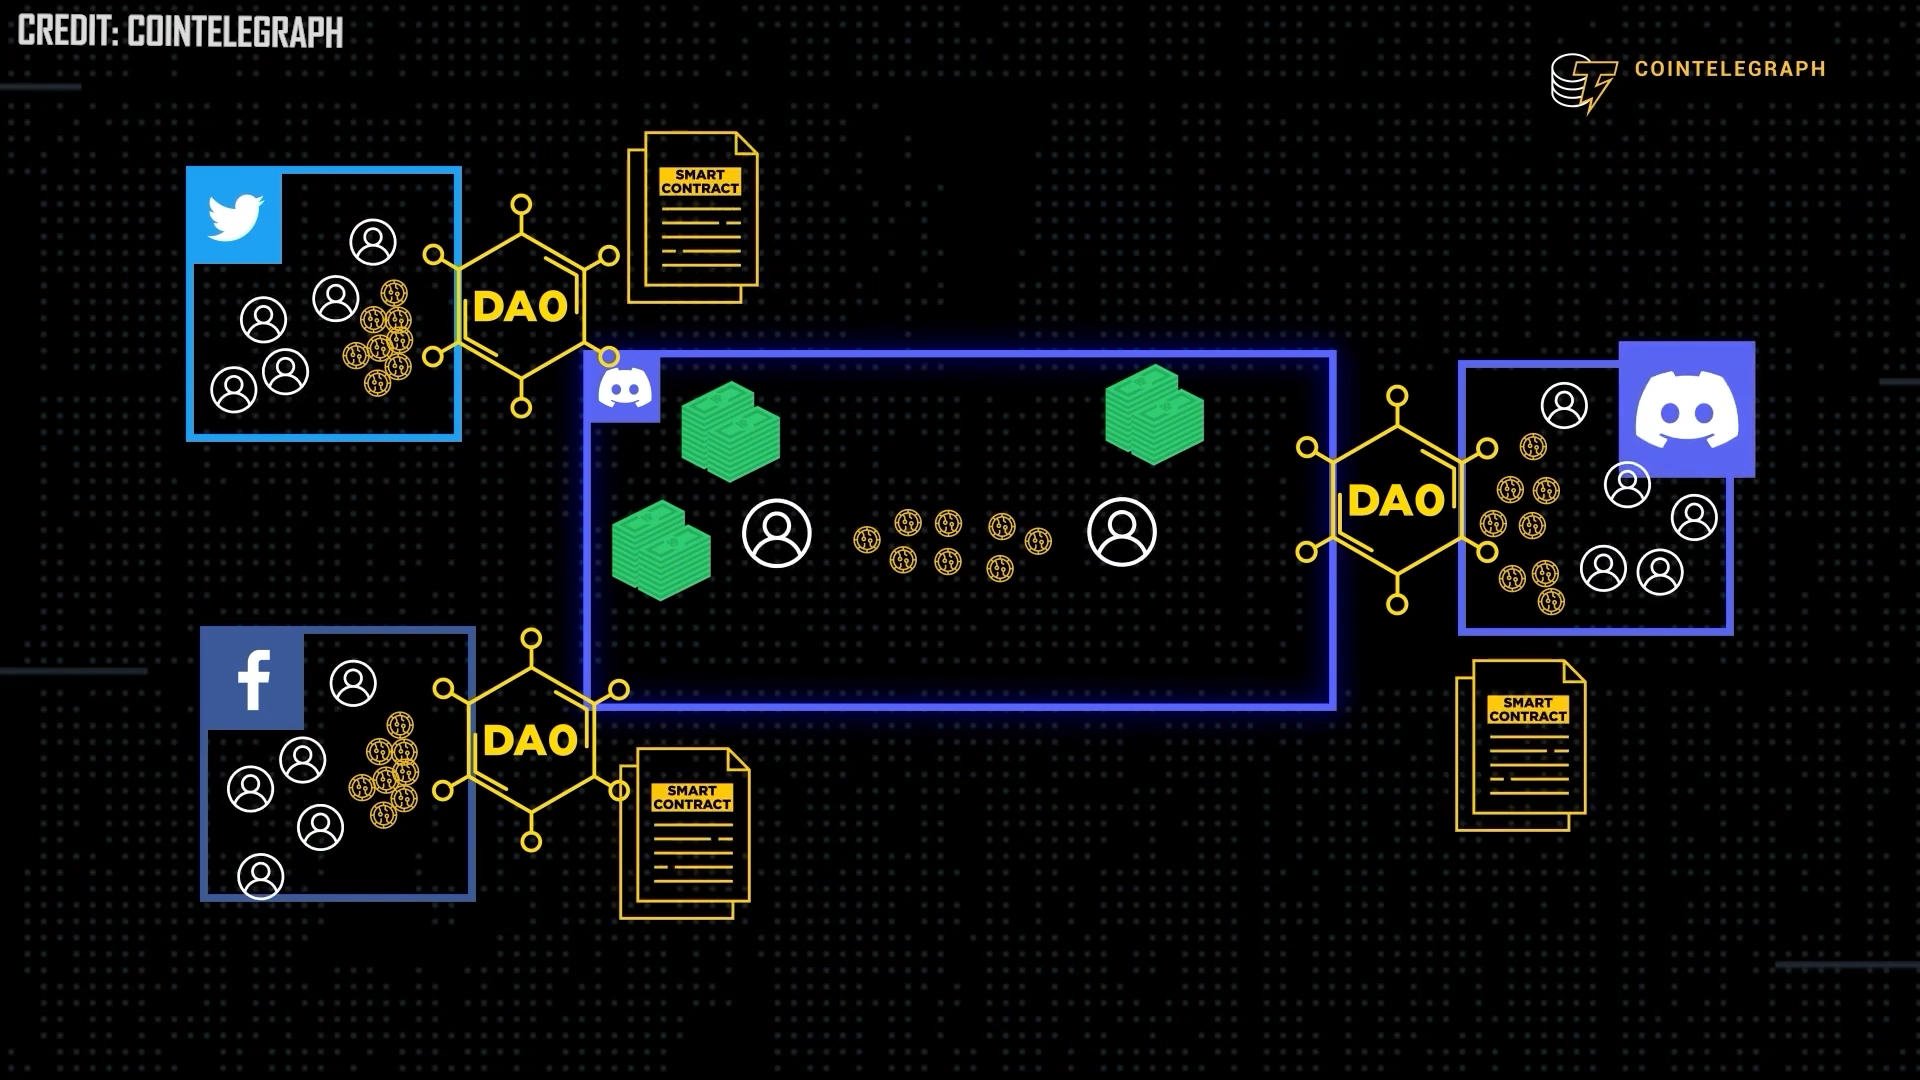 CREDIT: COINTELEGRAPH
COINTELEGRAPH
SMART
CONTRACT
DAO
DAO
DAO
SMART
CONTRACT
SMART
CONTRACT